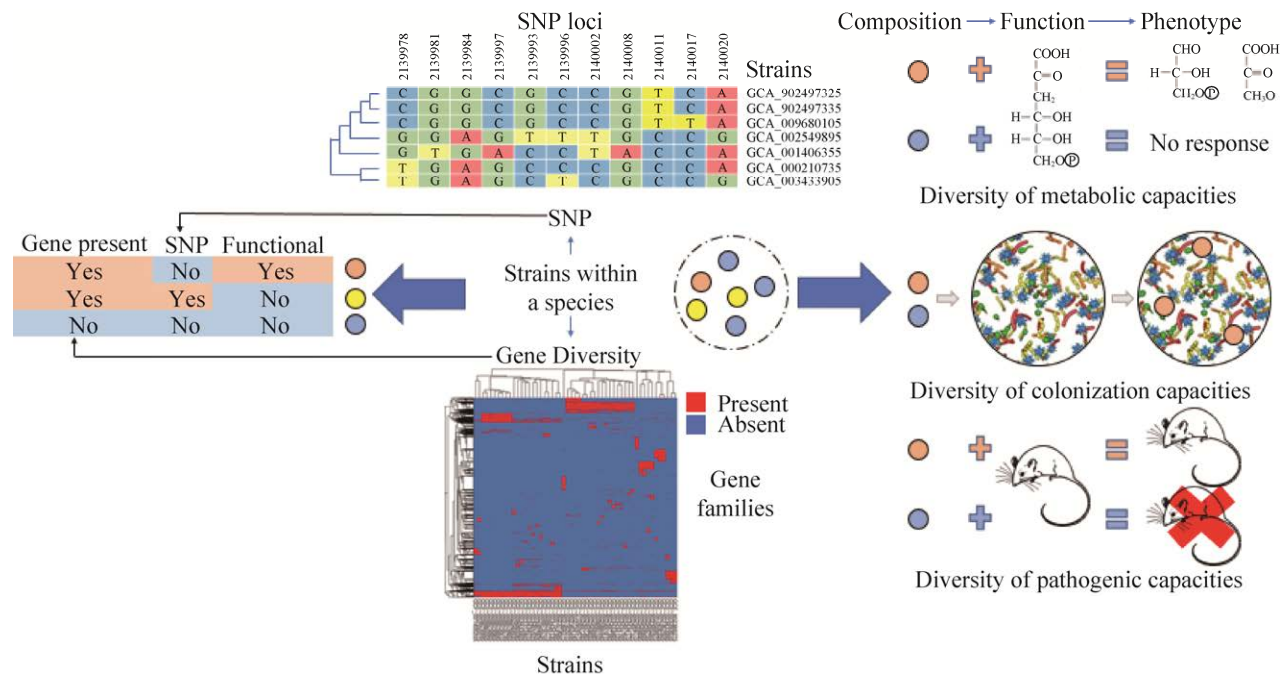 SNP loci
2139978 2139981 2139984 2139997 2139993 2139996 2140002 2140008 2140011 2140017 2140020
Strains
C G G C G C C G T C A GCA_902497325
C G G C G C C G T C A GCA_902497335
C G G C G C C G T T A GCA_009680105
G G A G T T T G C C G GCA_002549895
G T G A C C T A C C A GCA_001406355
T G A G C C C G C C A GCA_000210735
T G A G C T C G C C G GCA_003433905
SNP
Gene present SNP Functional
Yes No Yes
Yes Yes No
No No No
Strains within
a species
Gene Diversity
Present
Absent
Gene
families
Strains
Composition Function Phenotype
COOH
C=O
CH₂
H–C–OH
H–C–OH
CH₂OⓅ
CHO
H–C–OH
CH₂OⓅ
COOH
C=O
CH₃O
No response
Diversity of metabolic capacities
Diversity of colonization capacities
Diversity of pathogenic capacities